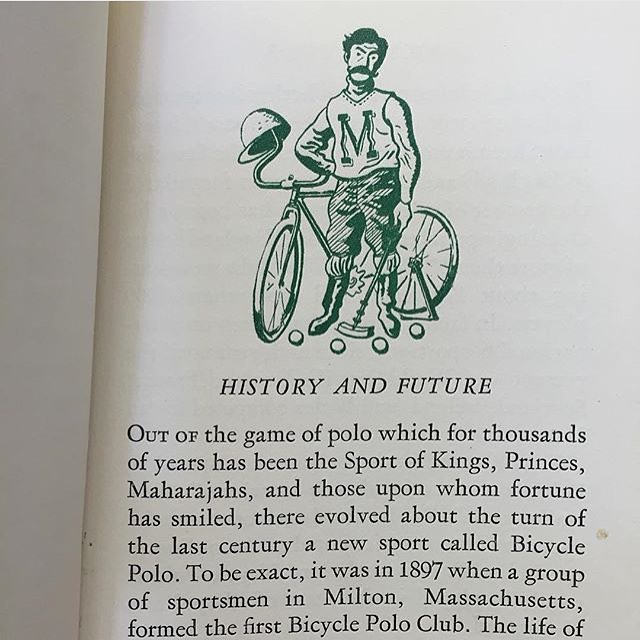 M
HISTORY AND FUTURE
OUT OF the game of polo which for thousands
of years has been the Sport of Kings, Princes,
Maharajahs, and those upon whom fortune
has smiled, there evolved about the turn of
the last century a new sport called Bicycle
Polo. To be exact, it was in 1897 when a group
of sportsmen in Milton, Massachusetts,
formed the first Bicycle Polo Club. The life of